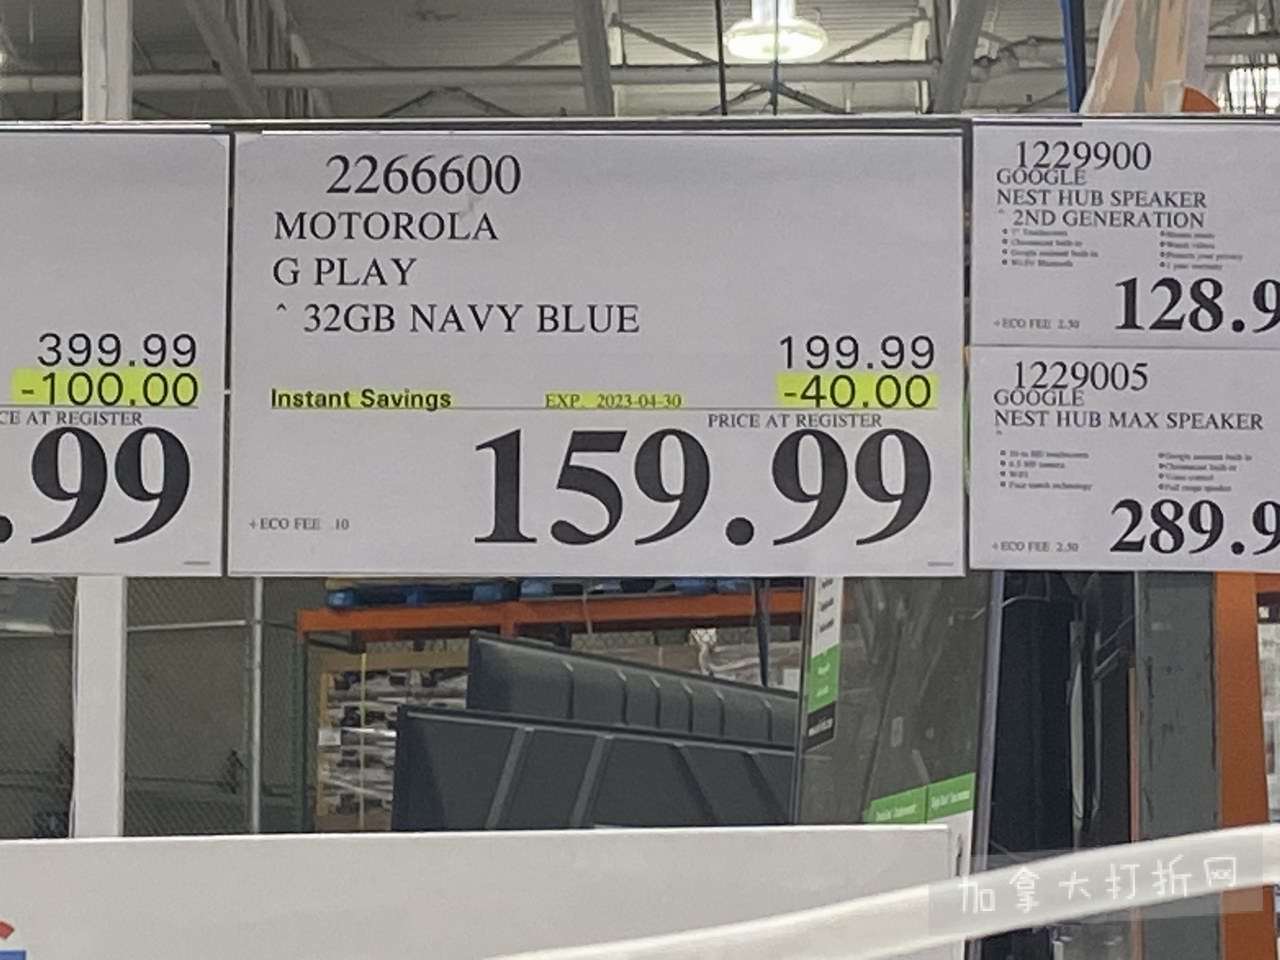 399.99
-100.00
CE AT REGISTER
.99
2266600
MOTOROLA
G PLAY
^ 32GB NAVY BLUE
199.99
Instant Savings EXP. 2023-04-30 -40.00
PRICE AT REGISTER
159.99
+ECO FEE .10
1229900
GOOGLE
NEST HUB SPEAKER
^ 2ND GENERATION
128.9
+ECO FEE 2.50
1229005
GOOGLE
NEST HUB MAX SPEAKER
^
289.9
+ECO FEE 2.50
加拿大打折网